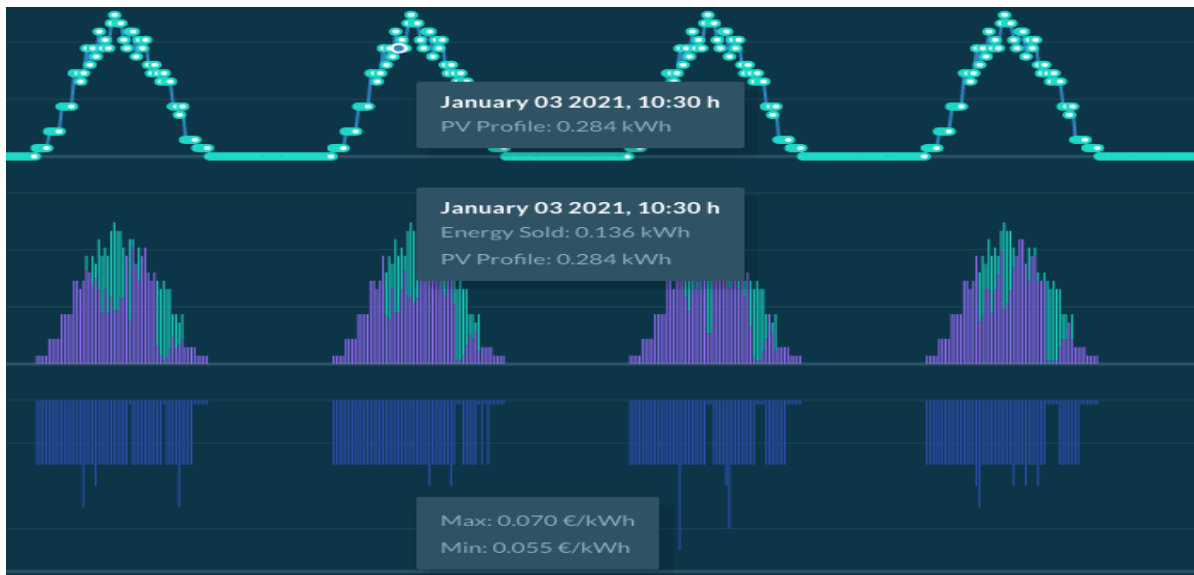 January 03 2021, 10:30 h
PV Profile: 0.284 kWh
January 03 2021, 10:30 h
Energy Sold: 0.136 kWh
PV Profile: 0.284 kWh
Max: 0.070 €/kWh
Min: 0.055 €/kWh